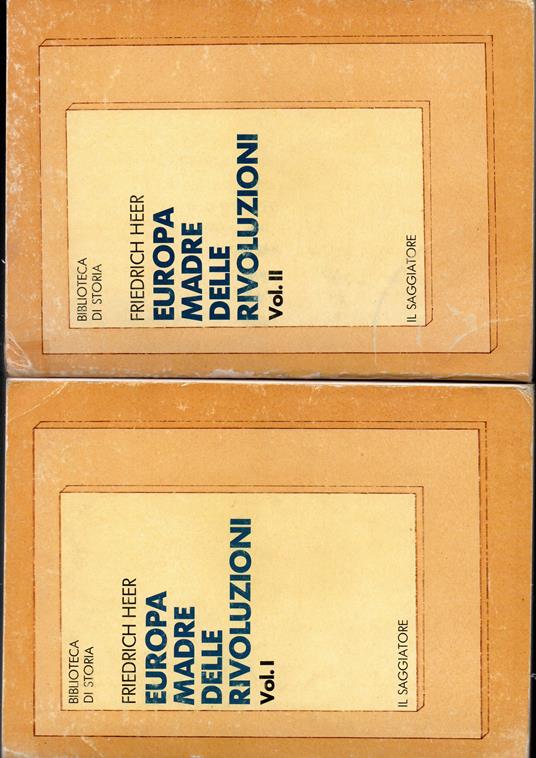 BIBLIOTECA
DI STORIA
FRIEDRICH HEER
EUROPA
MADRE
DELLE
RIVOLUZIONI
Vol. II
IL SAGGIATORE
BIBLIOTECA
DI STORIA
FRIEDRICH HEER
EUROPA
MADRE
DELLE
RIVOLUZIONI
Vol. I
IL SAGGIATORE